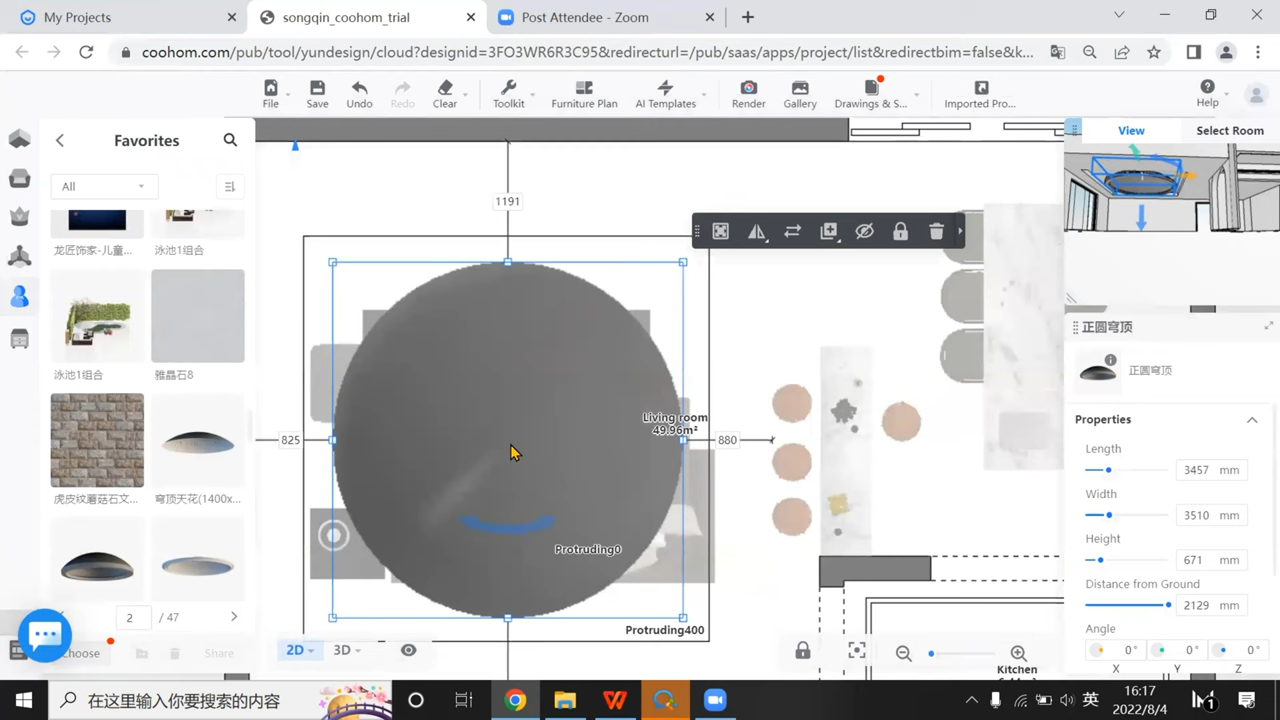 My Projects
songqin_coohom_trial
Post Attendee - Zoom
coohom.com/pub/tool/yundesign/cloud?designid=3FO3WR6R3C95&redirecturl=/pub/saas/apps/project/list&redirectbim=false&k...
File
Save
Undo
Redo
Clear
Toolkit
Furniture Plan
AI Templates
Render
Gallery
Drawings & S...
Imported Pro...
Help
Favorites
All
龙匠饰家-儿童...
泳池1组合
泳池1组合
雅晶石8
虎皮纹蘑菇石文...
穹顶天花(1400x...
2 / 47
Choose
Share
1191
825
880
Living room
49.96m²
Protruding0
Protruding400
Kitchen
2D
3D
View
Select Room
正圆穹顶
正圆穹顶
Properties
Length
3457 mm
Width
3510 mm
Height
671 mm
Distance from Ground
2129 mm
Angle
0° 0° 0°
X Y Z
在这里输入你要搜索的内容
英
16:17
2022/8/4
1